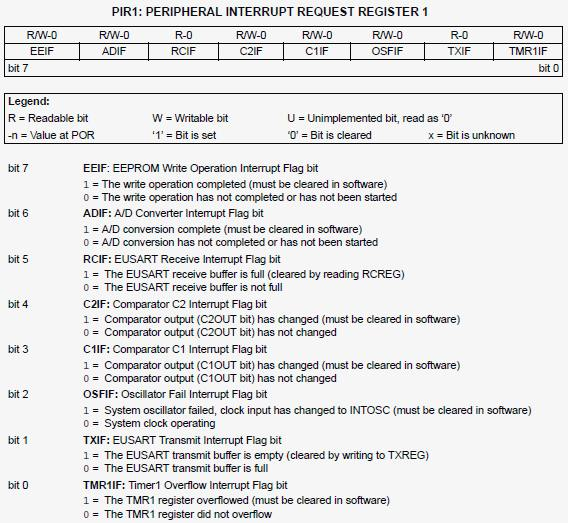 PIR1: PERIPHERAL INTERRUPT REQUEST REGISTER 1
R/W-0 R/W-0 R-0 R/W-0 R/W-0 R/W-0 R-0 R/W-0
EEIF ADIF RCIF C2IF C1IF OSFIF TXIF TMR1IF
bit 7 bit 0
Legend:
R = Readable bit W = Writable bit U = Unimplemented bit, read as ‘0’
-n = Value at POR ‘1’ = Bit is set ‘0’ = Bit is cleared x = Bit is unknown
bit 7 EEIF: EEPROM Write Operation Interrupt Flag bit
1 = The write operation completed (must be cleared in software)
0 = The write operation has not completed or has not been started
bit 6 ADIF: A/D Converter Interrupt Flag bit
1 = A/D conversion complete (must be cleared in software)
0 = A/D conversion has not completed or has not been started
bit 5 RCIF: EUSART Receive Interrupt Flag bit
1 = The EUSART receive buffer is full (cleared by reading RCREG)
0 = The EUSART receive buffer is not full
bit 4 C2IF: Comparator C2 Interrupt Flag bit
1 = Comparator output (C2OUT bit) has changed (must be cleared in software)
0 = Comparator output (C2OUT bit) has not changed
bit 3 C1IF: Comparator C1 Interrupt Flag bit
1 = Comparator output (C1OUT bit) has changed (must be cleared in software)
0 = Comparator output (C1OUT bit) has not changed
bit 2 OSFIF: Oscillator Fail Interrupt Flag bit
1 = System oscillator failed, clock input has changed to INTOSC (must be cleared in software)
0 = System clock operating
bit 1 TXIF: EUSART Transmit Interrupt Flag bit
1 = The EUSART transmit buffer is empty (cleared by writing to TXREG)
0 = The EUSART transmit buffer is full
bit 0 TMR1IF: Timer1 Overflow Interrupt Flag bit
1 = The TMR1 register overflowed (must be cleared in software)
0 = The TMR1 register did not overflow